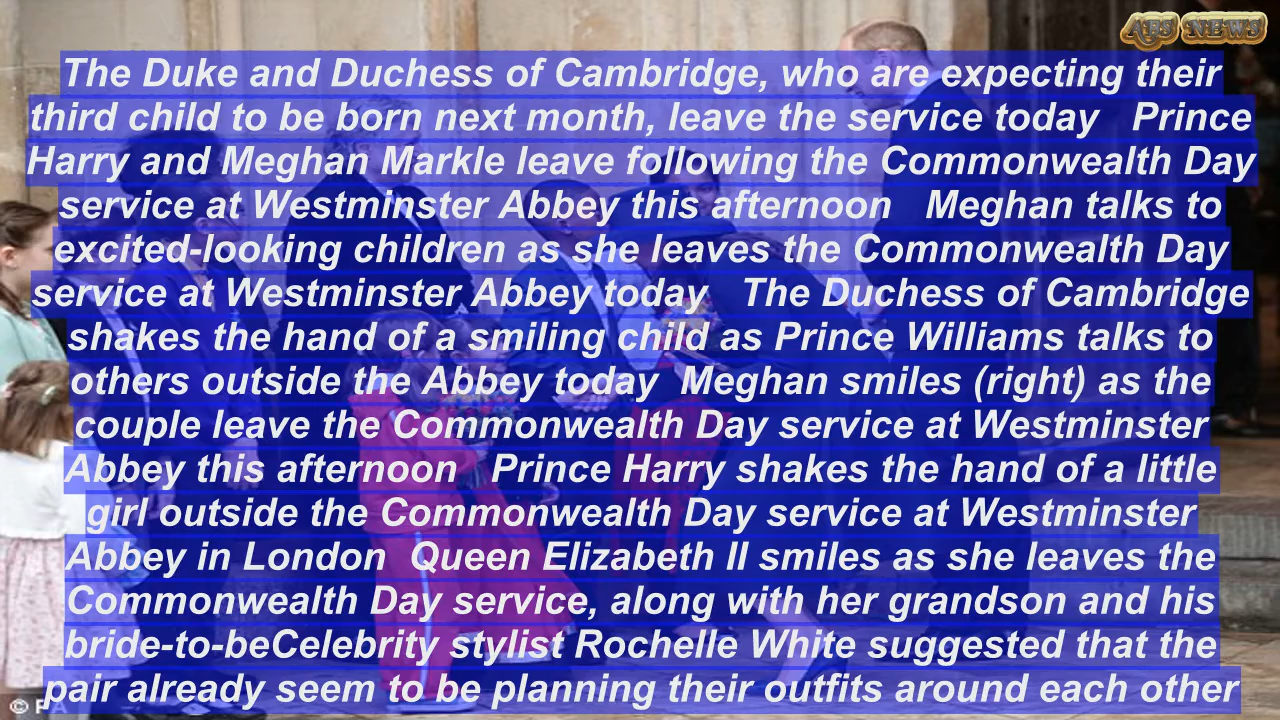 ABS NEWS
The Duke and Duchess of Cambridge, who are expecting their
third child to be born next month, leave the service today   Prince
Harry and Meghan Markle leave following the Commonwealth Day
service at Westminster Abbey this afternoon   Meghan talks to
excited-looking children as she leaves the Commonwealth Day
service at Westminster Abbey today   The Duchess of Cambridge
shakes the hand of a smiling child as Prince Williams talks to
others outside the Abbey today  Meghan smiles (right) as the
couple leave the Commonwealth Day service at Westminster
Abbey this afternoon   Prince Harry shakes the hand of a little
girl outside the Commonwealth Day service at Westminster
Abbey in London  Queen Elizabeth II smiles as she leaves the
Commonwealth Day service, along with her grandson and his
bride-to-beCelebrity stylist Rochelle White suggested that the
pair already seem to be planning their outfits around each other
© PA